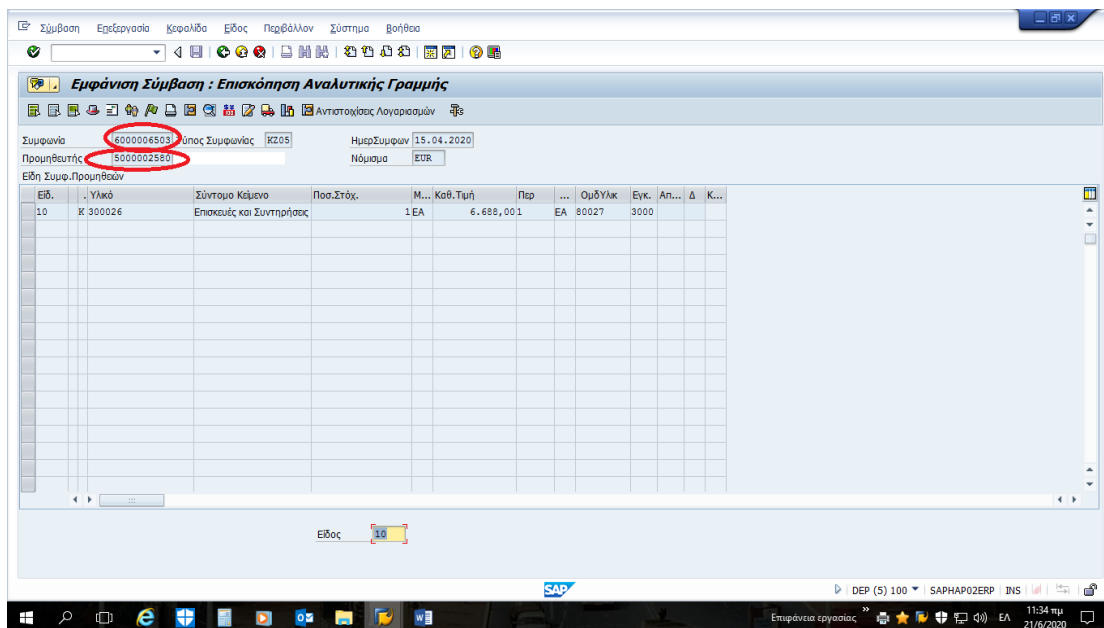 Σύμβαση Επεξεργασία Κεφαλίδα Είδος Περιβάλλον Σύστημα Βοήθεια
Εμφάνιση Σύμβαση : Επισκόπηση Αναλυτικής Γραμμής
Αντιστοιχίσεις Λογαριασμών
Συμφωνία 6000006503 Τύπος Συμφωνίας KZ05 ΗμερΣυμφων 15.04.2020
Προμηθευτής 5000002580 Νόμισμα EUR
Είδη Συμφ.Προμηθειών
Είδ. . Υλικό Σύντομο Κείμενο Ποσ.Στόχ. Μ... Καθ.Τιμή Περ ... ΟμδΥλικ Εγκ. Απ... Δ Κ...
10 K 300026 Επισκευές και Συντηρήσεις 1 EA 6.688,00 1 EA 80027 3000
Είδος 10
SAP
DEP (5) 100 SAPHAP02ERP INS
Επιφάνεια εργασίας » ΕΛ 11:34 πμ
21/6/2020